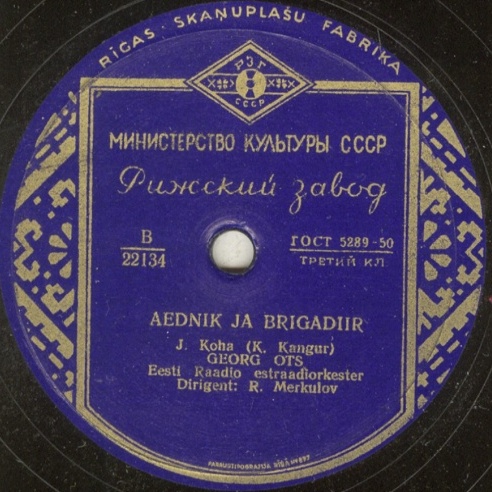 RĪGAS SKAŅUPLAŠU FABRIKA
РЗГ
СССР
МИНИСТЕРСТВО КУЛЬТУРЫ СССР
Рижский завод
В
22134
ГОСТ 5289-50
ТРЕТИЙ КЛ.
AEDNIK JA BRIGADIIR
J. Koha (K. Kangur)
GEORG OTS
Eesti Raadio estraadiorkester
Dirigent: R. Merkulov